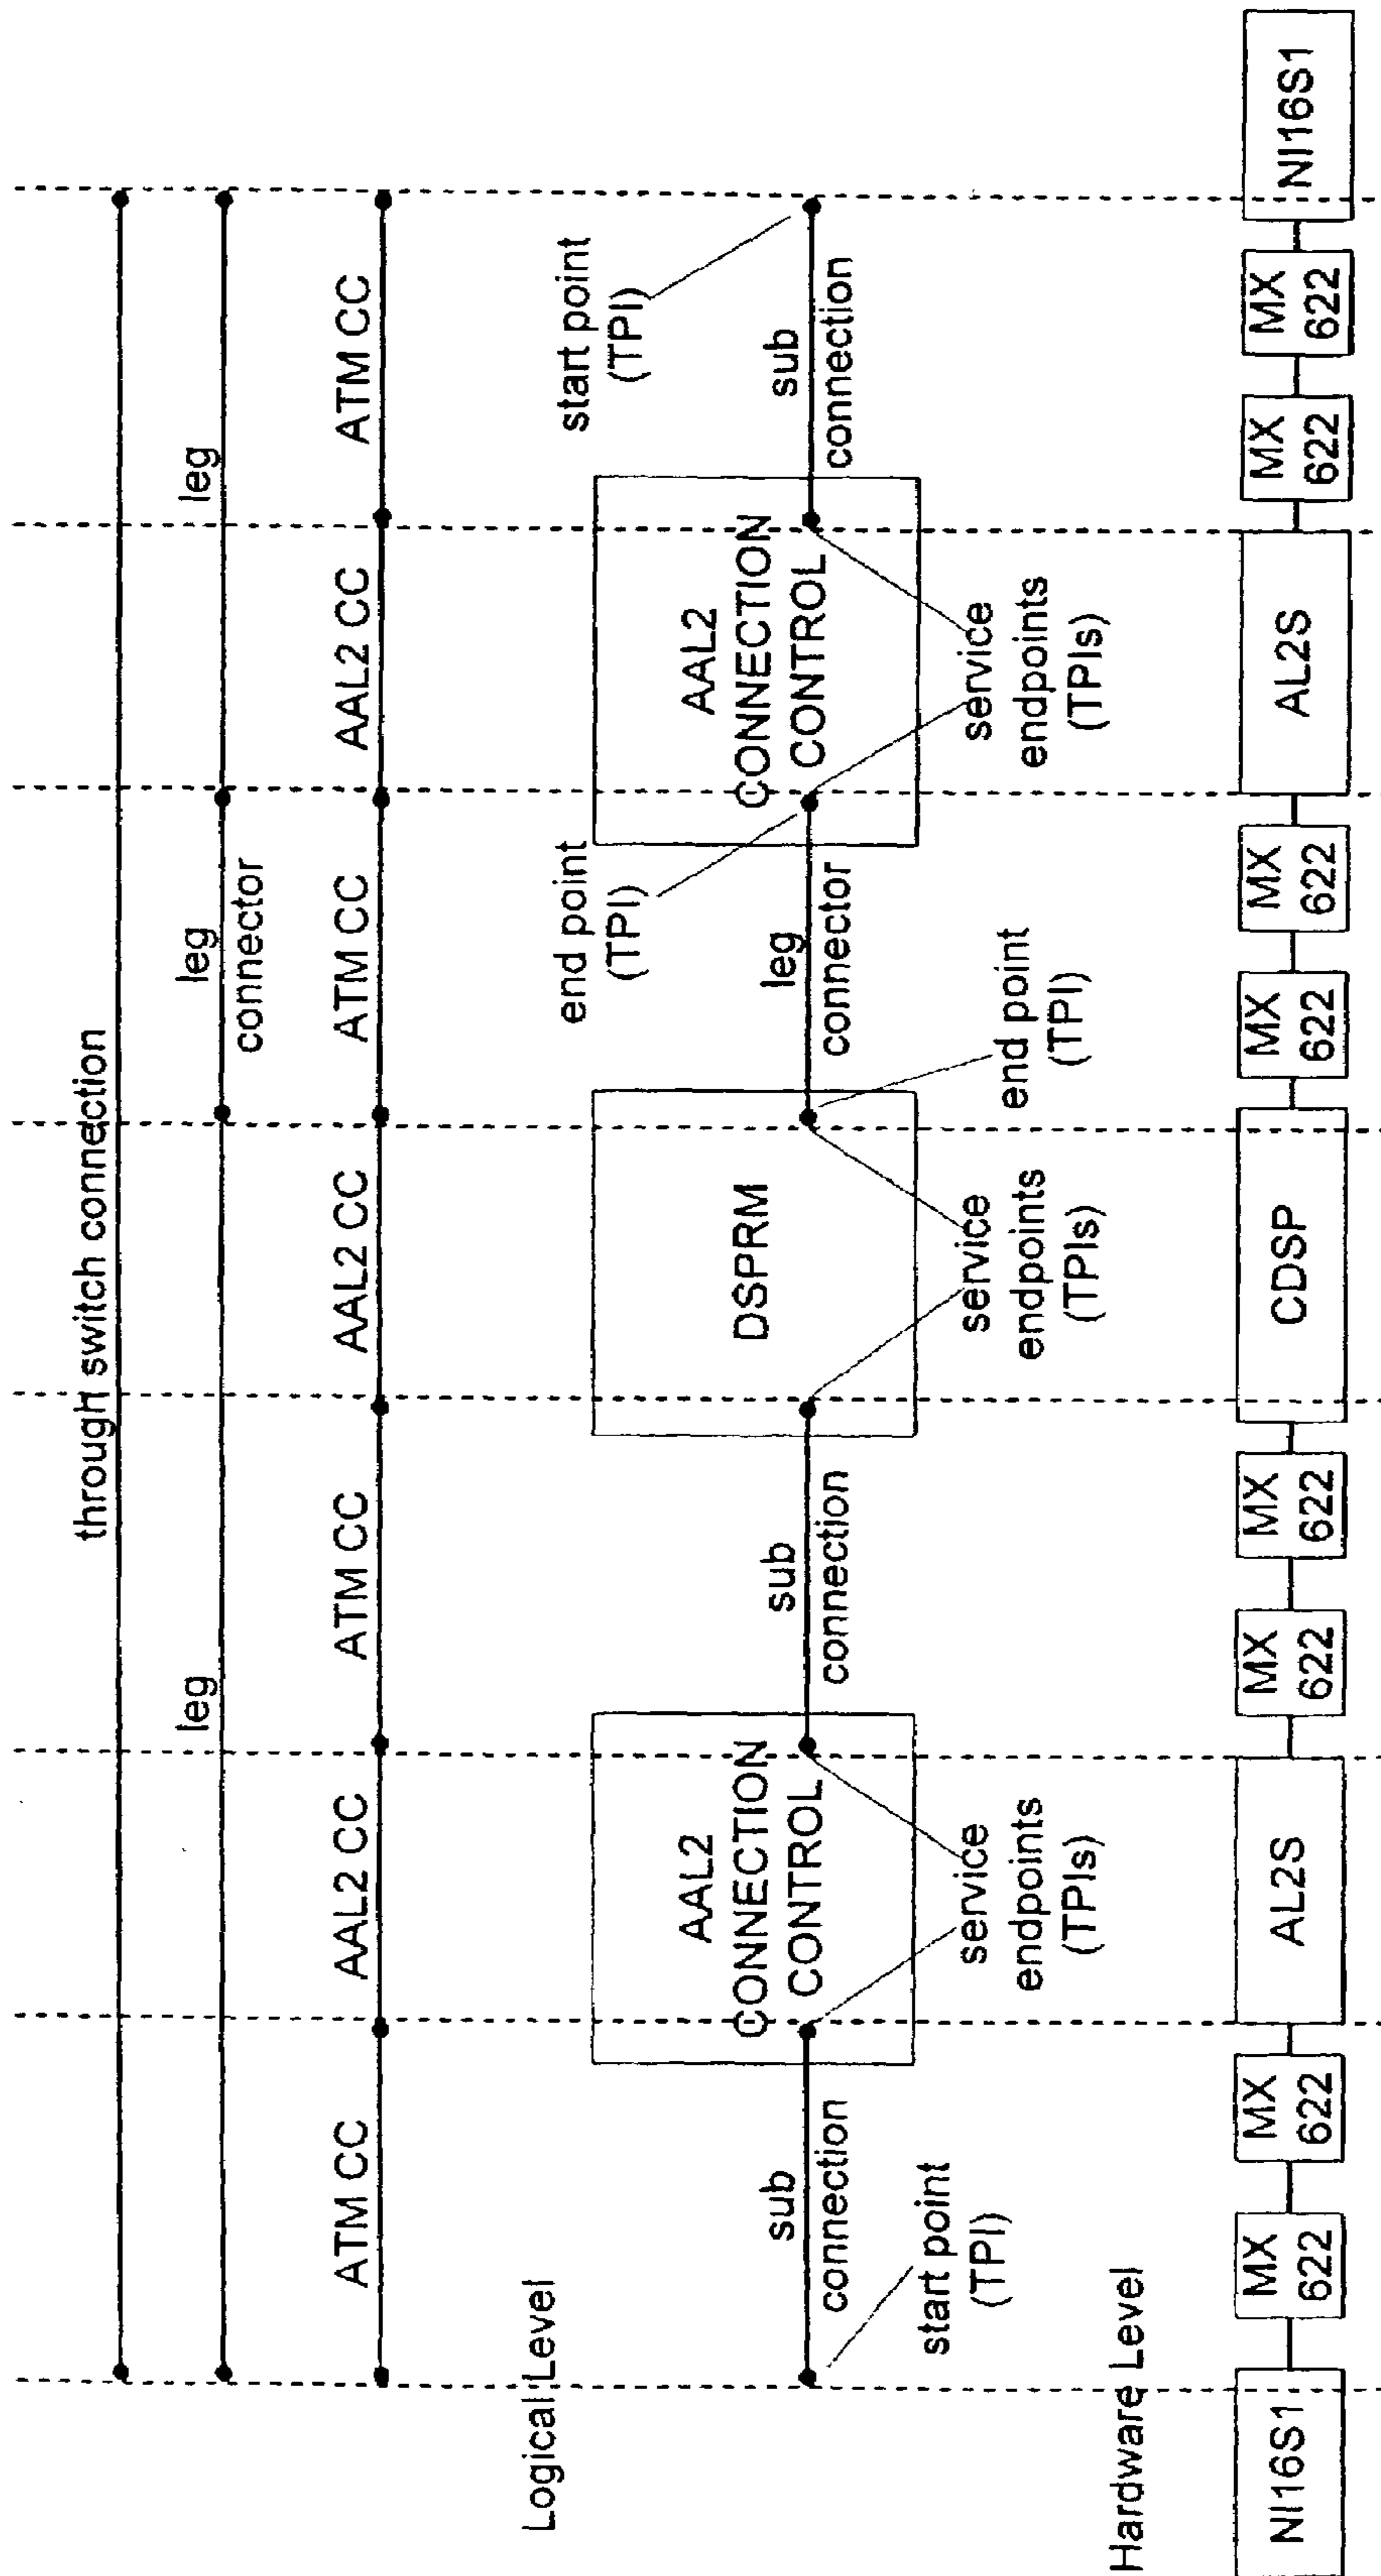 through switch connection
leg
leg
connector
leg
ATM CC
AAL2 CC
ATM CC
AAL2 CC
ATM CC
AAL2 CC
ATM CC
Logical Level
start point
(TPI)
sub
connection
AAL2
CONNECTION
CONTROL
service
endpoints
(TPIs)
sub
connection
DSPRM
service
endpoints
(TPIs)
end point
(TPI)
leg
connector
end point
(TPI)
AAL2
CONNECTION
CONTROL
service
endpoints
(TPIs)
sub
connection
start point
(TPI)
Hardware Level
NI16S1
MX
622
MX
622
AL2S
MX
622
MX
622
CDSP
MX
622
MX
622
AL2S
MX
622
MX
622
NI16S1